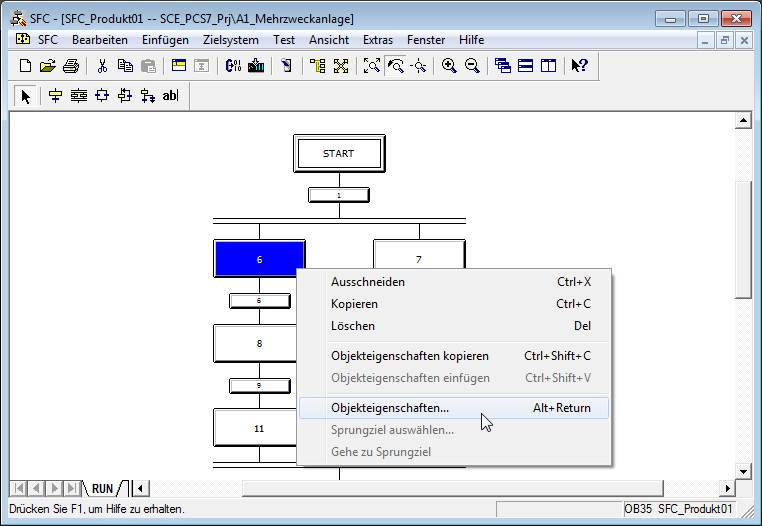 SFC - [SFC_Produkt01 -- SCE_PCS7_Prj\A1_Mehrzweckanlage]
SFC Bearbeiten Einfügen Zielsystem Test Ansicht Extras Fenster Hilfe
ab|
START
1
6 7
6
8
9
11
Ausschneiden Ctrl+X
Kopieren Ctrl+C
Löschen Del
Objekteigenschaften kopieren Ctrl+Shift+C
Objekteigenschaften einfügen Ctrl+Shift+V
Objekteigenschaften... Alt+Return
Sprungziel auswählen...
Gehe zu Sprungziel
RUN
Drücken Sie F1, um Hilfe zu erhalten. OB35 SFC_Produkt01